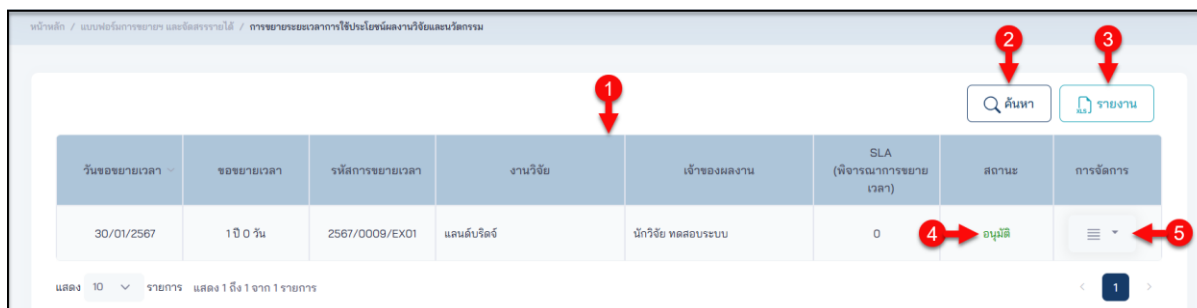 หน้าหลัก / แบบฟอร์มการขยายฯ และจัดสรรรายได้ / การขยายระยะเวลาการใช้ประโยชน์ผลงานวิจัยและนวัตกรรม
2 3
1
ค้นหา XLS รายงาน
วันขอขยายเวลา ขอขยายเวลา รหัสการขยายเวลา งานวิจัย เจ้าของผลงาน SLA (พิจารณาการขยาย เวลา) สถานะ การจัดการ
30/01/2567 1 ปี 0 วัน 2567/0009/EX01 แลนด์บริดจ์ นักวิจัย ทดสอบระบบ 0 4 อนุมัติ 5
แสดง 10 รายการ แสดง 1 ถึง 1 จาก 1 รายการ 1